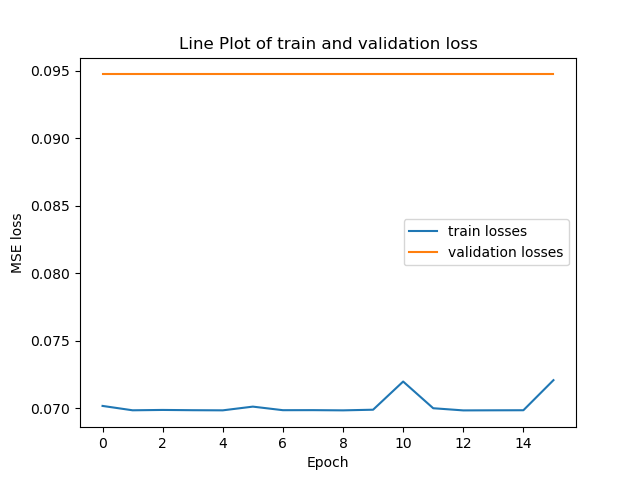 Line Plot of train and validation loss
0.095
0.090
0.085
0.080
0.075
0.070
MSE loss
train losses
validation losses
0 2 4 6 8 10 12 14
Epoch